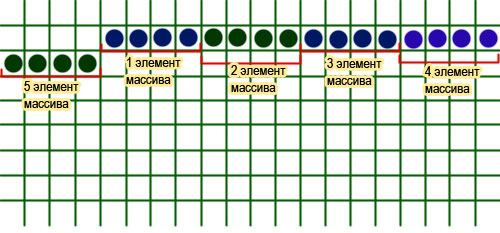 1 элемент
массива
2 элемент
массива
3 элемент
массива
4 элемент
массива
5 элемент
массива